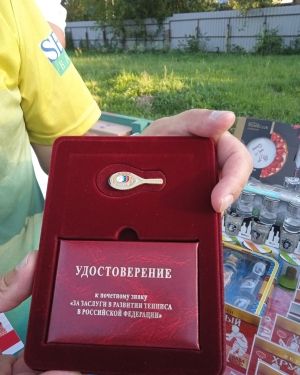 УДОСТОВЕРЕНИЕ
к почетному знаку
«ЗА ЗАСЛУГИ В РАЗВИТИИ ТЕННИСА
В РОССИЙСКОЙ ФЕДЕРАЦИИ»